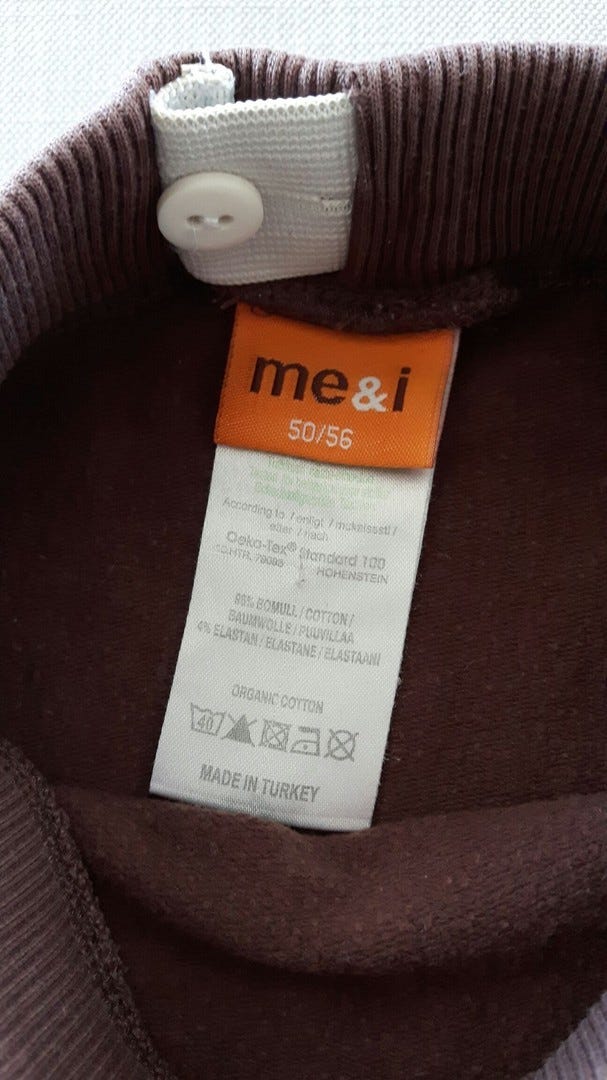 me&i
50/56
According to / enligt / mukaisesti /
efter / nach
Oeko-Tex® Standard 100
HOHENSTEIN
96% BOMULL / COTTON /
BAUMWOLLE / PUUVILLAA
4% ELASTAN / ELASTANE / ELASTAANI
ORGANIC COTTON
40
MADE IN TURKEY